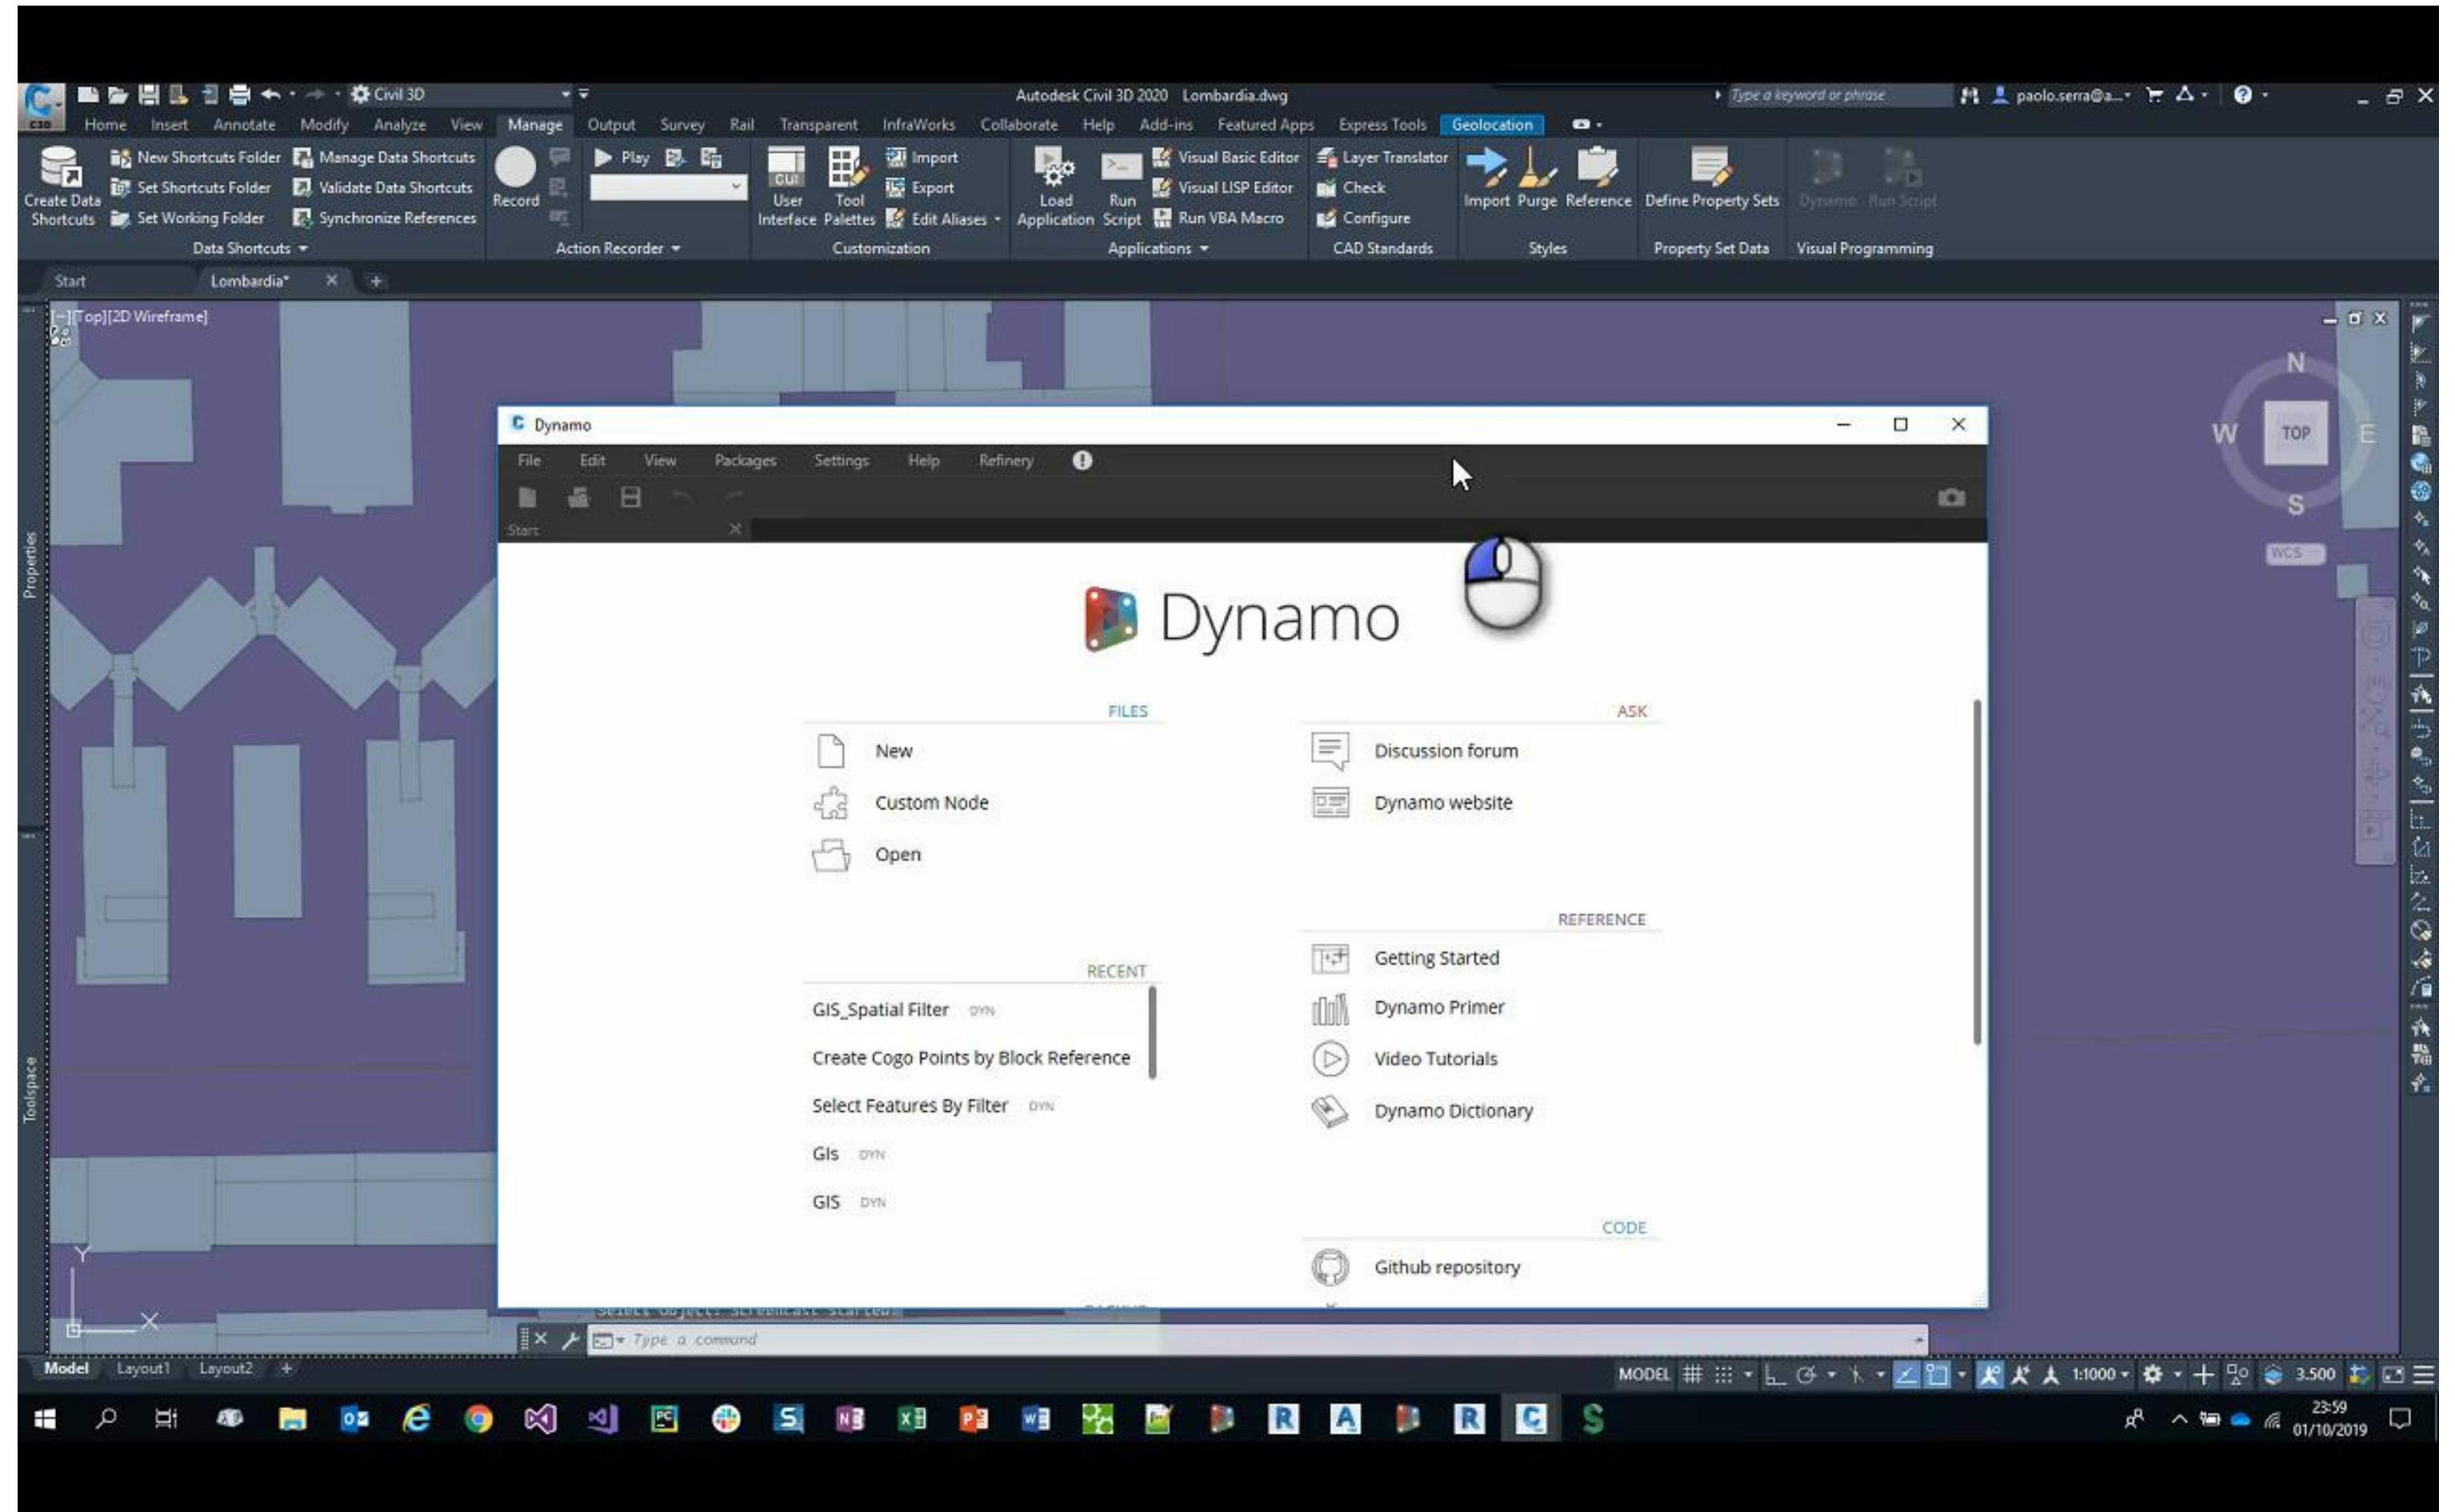 Civil 3D
Autodesk Civil 3D 2020 Lombardia.dwg
Type a keyword or phrase
paolo.serra@a...
C3D
Home Insert Annotate Modify Analyze View Manage Output Survey Rail Transparent InfraWorks Collaborate Help Add-ins Featured Apps Express Tools Geolocation
New Shortcuts Folder Manage Data Shortcuts Play Import Visual Basic Editor Layer Translator
Set Shortcuts Folder Validate Data Shortcuts CUI Export Visual LISP Editor Check
Create Data Shortcuts
Set Working Folder Synchronize References
Record
User Interface
Tool Palettes
Edit Aliases
Load Application
Run Script
Run VBA Macro
Configure
Import Purge Reference Define Property Sets Dynamo Run Script
Data Shortcuts Action Recorder Customization Applications CAD Standards Styles Property Set Data Visual Programming
Start Lombardia*
[-][Top][2D Wireframe]
N
W TOP E
S
WCS
Properties
Toolspace
Dynamo
File Edit View Packages Settings Help Refinery
Start
Dynamo
FILES
New
Custom Node
Open
RECENT
GIS_Spatial Filter DYN
Create Cogo Points by Block Reference
Select Features By Filter DYN
GIs DYN
GIS DYN
ASK
Discussion forum
Dynamo website
REFERENCE
Getting Started
Dynamo Primer
Video Tutorials
Dynamo Dictionary
CODE
Github repository
Y
X
Select Object: Screencast started
Type a command
Model Layout1 Layout2
MODEL 1:1000 3.500
23:59
01/10/2019